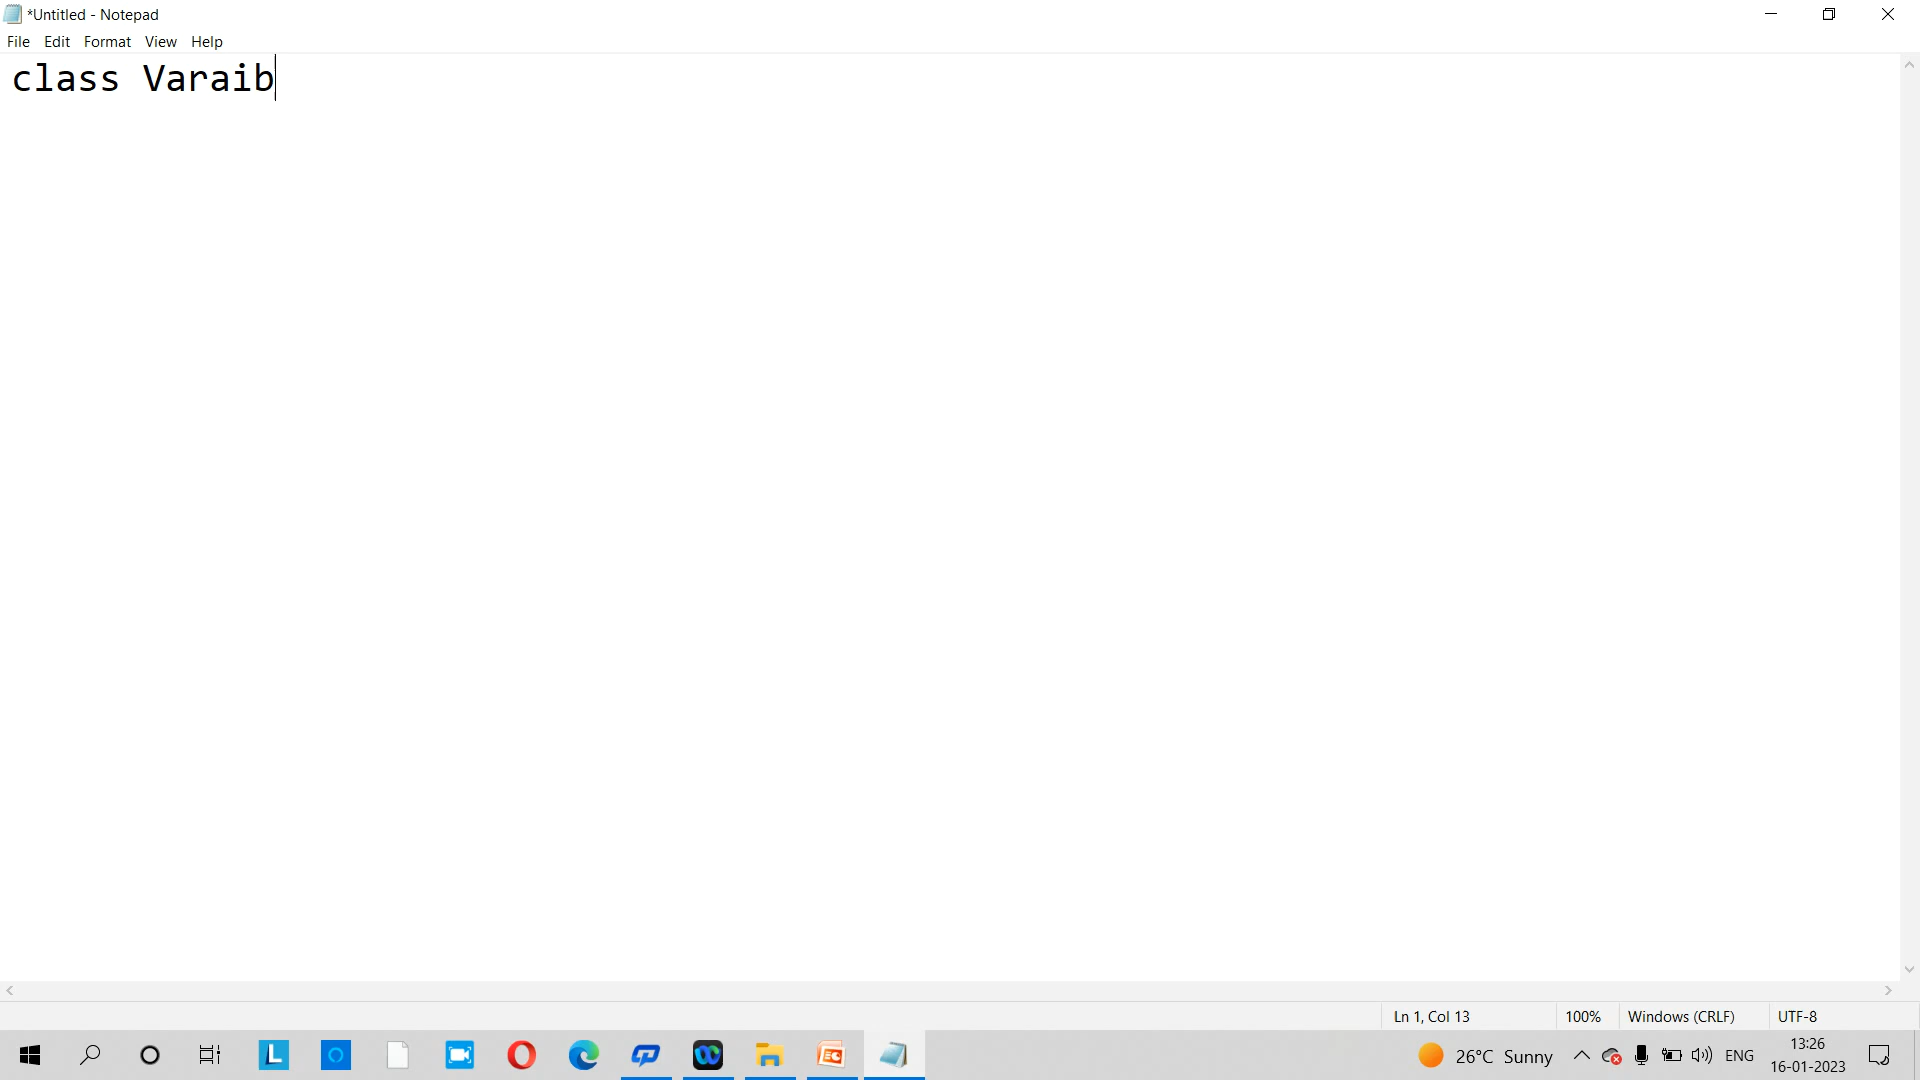 *Untitled - Notepad
File Edit Format View Help
class Varaib
Ln 1, Col 13 100% Windows (CRLF) UTF-8
26°C Sunny ENG 13:26
16-01-2023